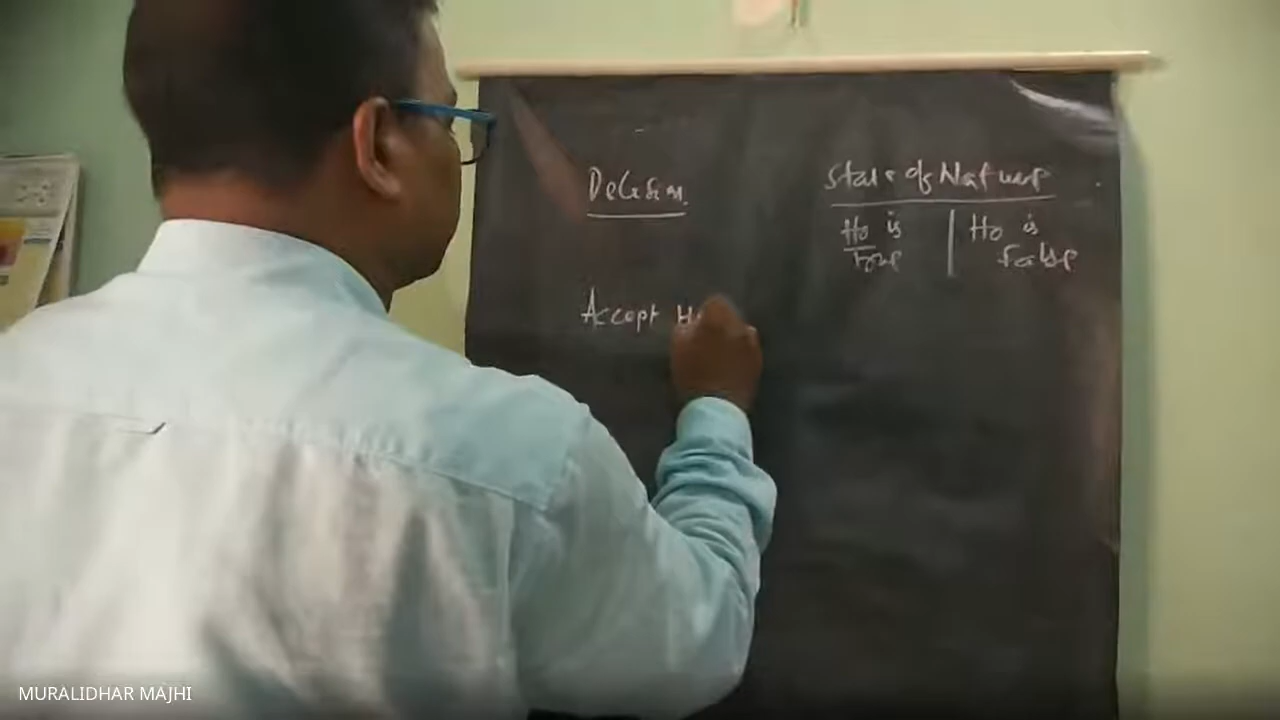 Decision
State of Nature
H0 is True | H0 is False
Accept H
MURALIDHAR MAJHI